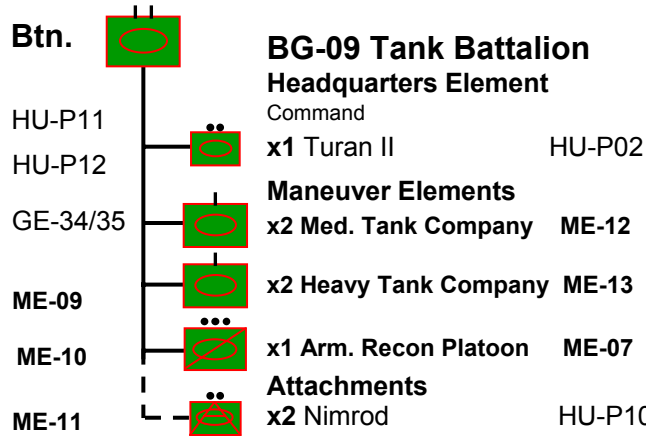 Btn.
BG-09 Tank Battalion
Headquarters Element
Command
HU-P11
x1 Turan II HU-P02
HU-P12
Maneuver Elements
GE-34/35
x2 Med. Tank Company ME-12
x2 Heavy Tank Company ME-13
ME-09
x1 Arm. Recon Platoon ME-07
ME-10
Attachments
x2 Nimrod HU-P10
ME-11